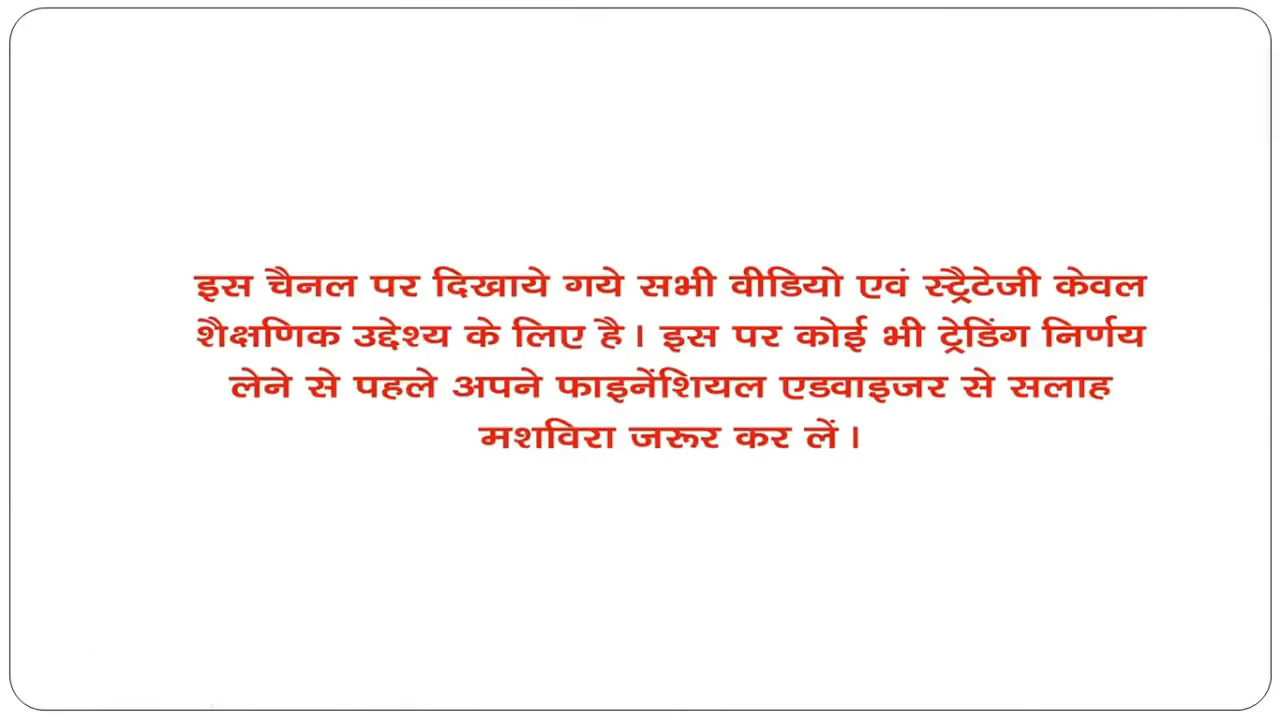 इस चैनल पर दिखाये गये सभी वीडियो एवं स्ट्रैटेजी केवल
शैक्षणिक उद्देश्य के लिए है। इस पर कोई भी ट्रेडिंग निर्णय
लेने से पहले अपने फाइनेंशियल एडवाइजर से सलाह
मशविरा जरूर कर लें।